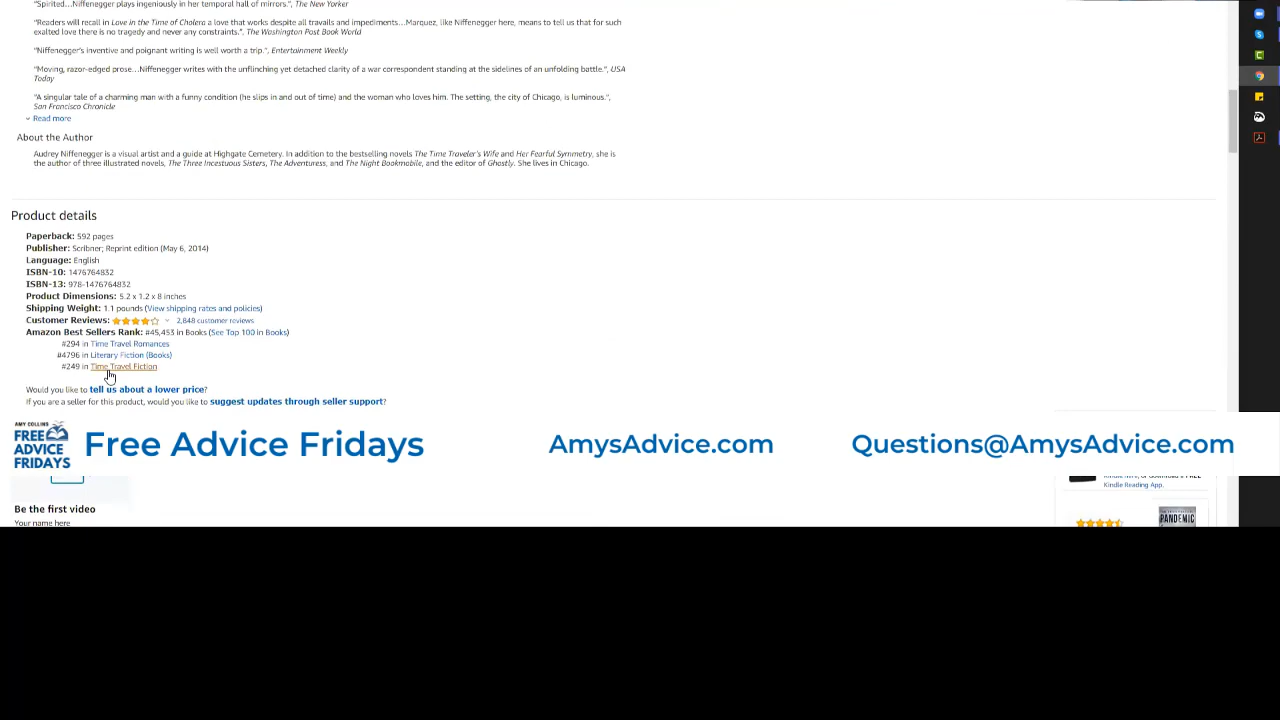 "Spirited... Niffenegger plays ingeniously in her temporal hall of mirrors.", The New Yorker
"Readers will recall in Love in the Time of Cholera a love that works despite all travails and impediments...Marquez, like Niffenegger here, means to tell us that for such
exalted love there is no tragedy and never any constraints.". The Washington Post Book World
"Niffenegger's inventive and poignant writing is well worth a trip.", Entertainment Weekly
"Moving, razor-edged prose...Niffenegger writes with the unflinching yet detached clarity of a war correspondent standing at the sidelines of an unfolding battle.", USA
Today
"A singular tale of a charming man with a funny condition (he slips in and out of time) and the woman who loves him. The setting, the city of Chicago, is luminous.",
San Francisco Chronicle
Read more
About the Author
Audrey Niffenegger is a visual artist and a guide at Highgate Cemetery. In addition to the bestselling novels The Time Traveler's Wife and Her Fearful Symmetry, she is
the author of three illustrated novels, The Three Incestuous Sisters, The Adventuress, and The Night Bookmobile, and the editor of Ghostly. She lives in Chicago.
Product details
Paperback: 592 pages
Publisher: Scribner; Reprint edition (May 6, 2014)
Language: English
ISBN-10: 1476764832
ISBN-13: 978-1476764832
Product Dimensions: 5.2 x 1.2 x 8 inches
Shipping Weight: 1.1 pounds (View shipping rates and policies)
Customer Reviews: 2,848 customer reviews
Amazon Best Sellers Rank: #45,453 in Books (See Top 100 in Books)
#294 in Time Travel Romances
#4796 in Literary Fiction (Books)
#249 in Time Travel Fiction
Would you like to tell us about a lower price?
If you are a seller for this product, would you like to suggest updates through seller support?
AMY COLLINS
FREE
ADVICE
FRIDAYS
Free Advice Fridays
AmysAdvice.com
Questions@AmysAdvice.com
Kindle Reading App.
Be the first video
Your name here
PANDEMIC